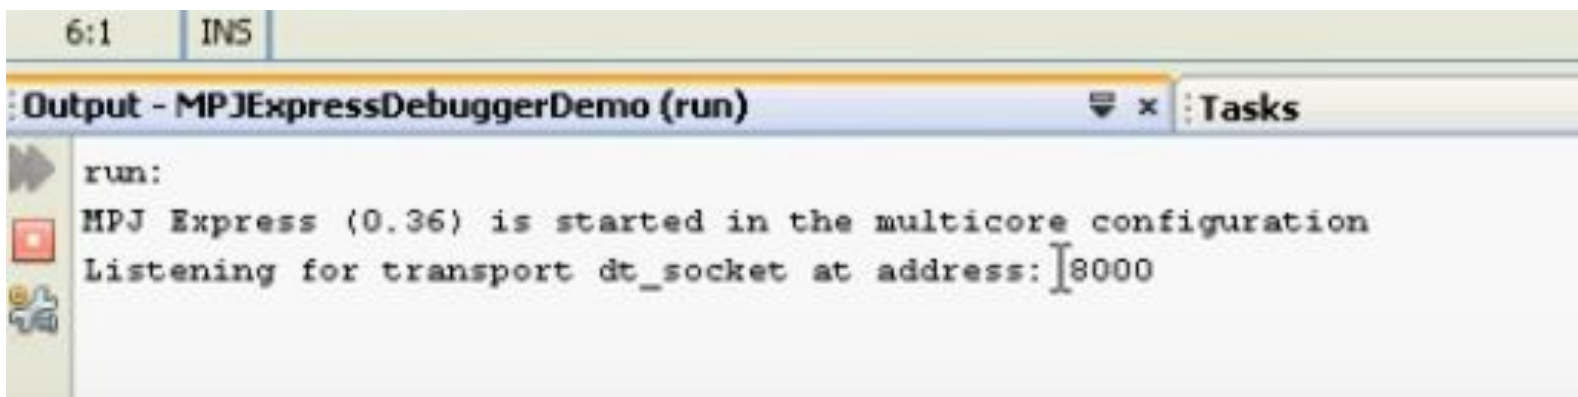 6:1 INS
Output - MPJExpressDebuggerDemo (run) Tasks
run:
MPJ Express (0.36) is started in the multicore configuration
Listening for transport dt_socket at address: 8000